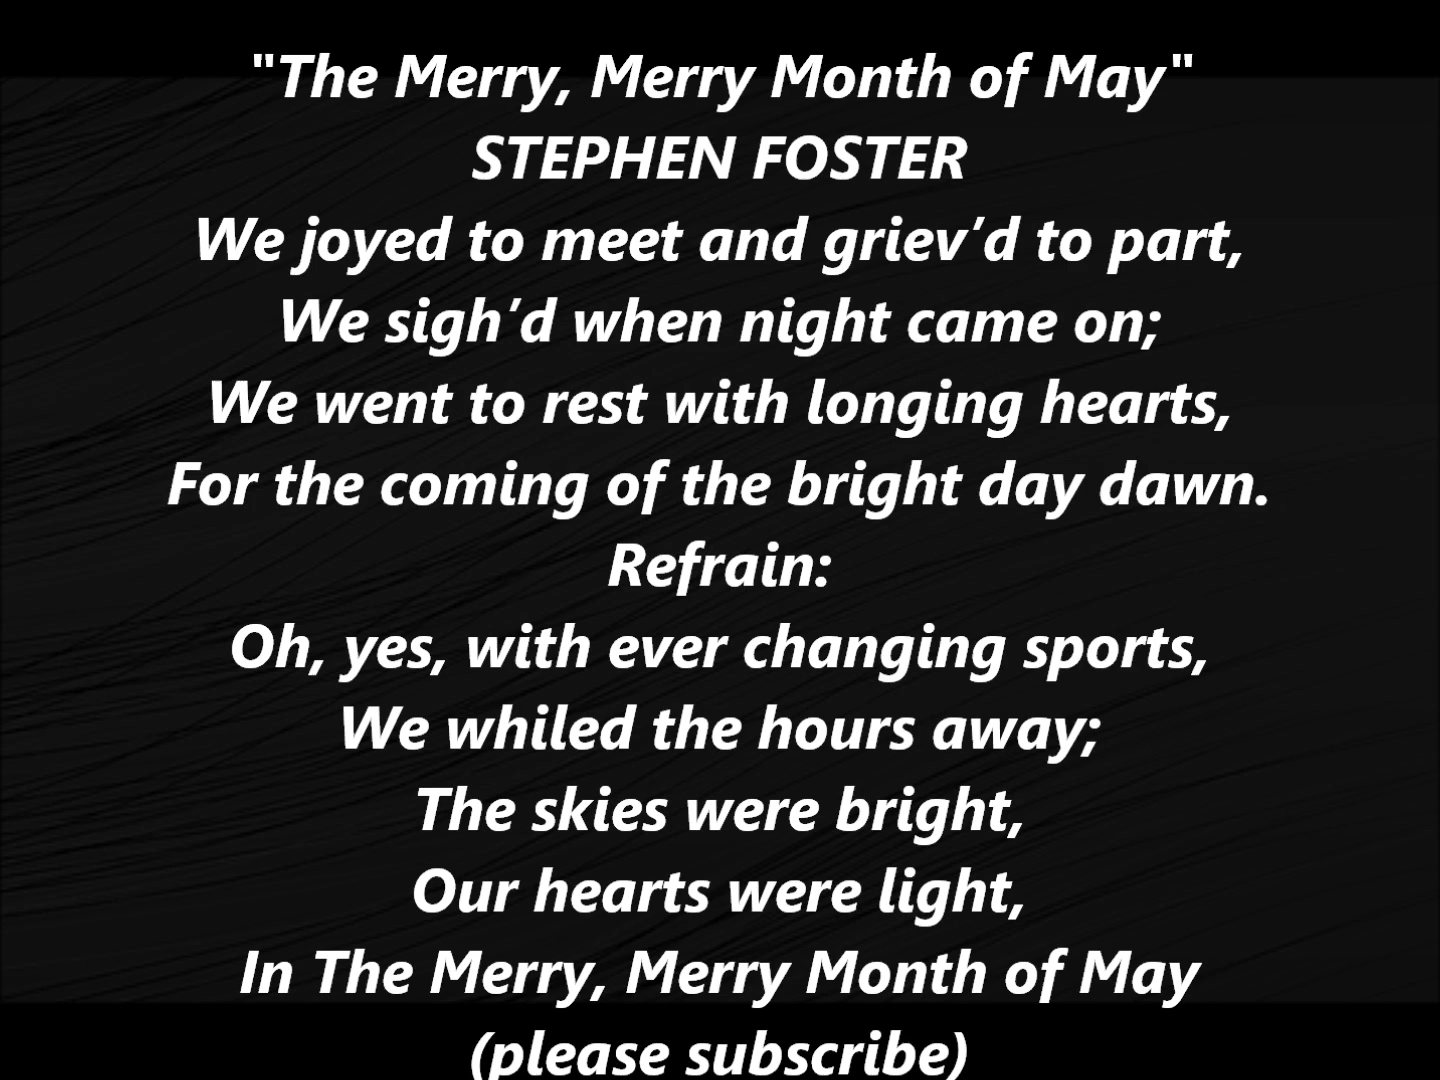 "The Merry, Merry Month of May"
STEPHEN FOSTER
We joyed to meet and griev’d to part,
We sigh’d when night came on;
We went to rest with longing hearts,
For the coming of the bright day dawn.
Refrain:
Oh, yes, with ever changing sports,
We whiled the hours away;
The skies were bright,
Our hearts were light,
In The Merry, Merry Month of May
(please subscribe)